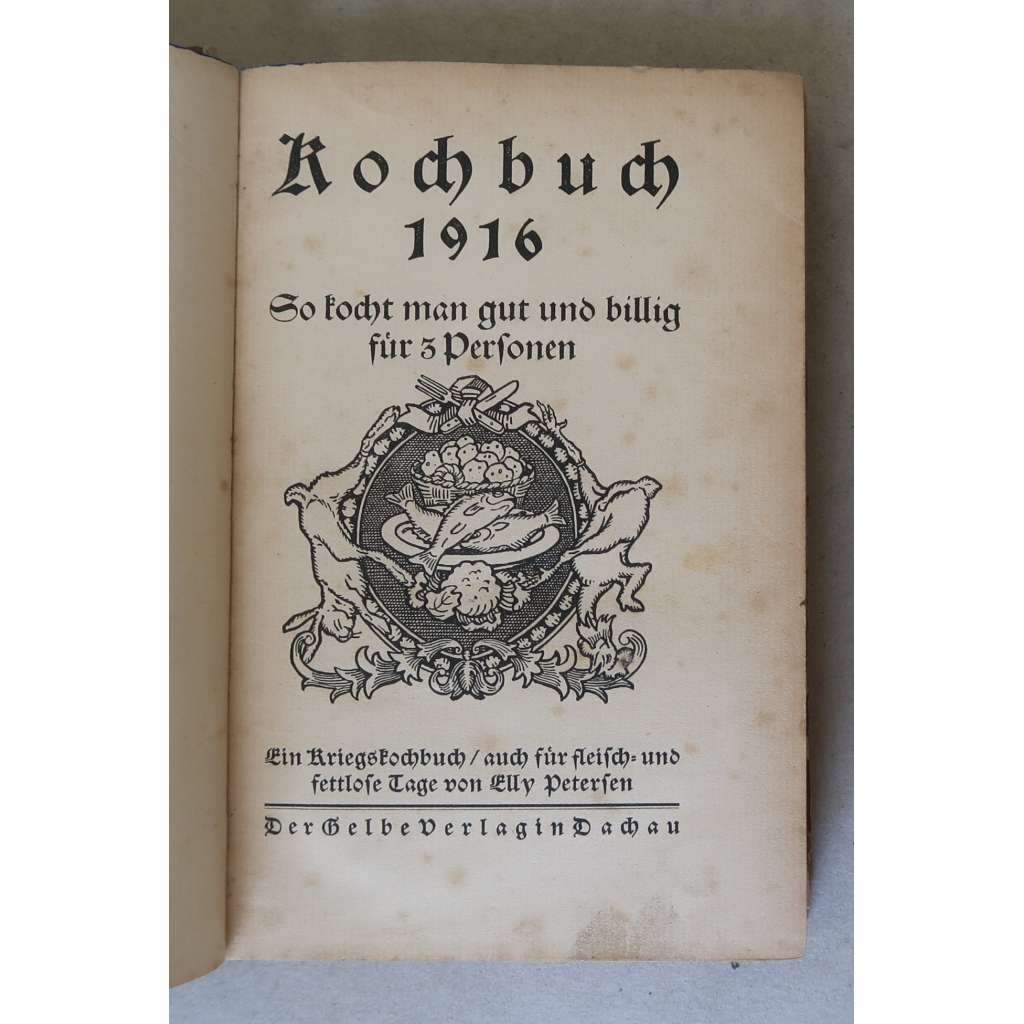 Kochbuch
1916
So kocht man gut und billig
für 3 Perſonen
Ein Kriegskochbuch / auch für fleiſch- und
fettloſe Tage von Elly Peterſen
Der Gelbe Verlag in Dachau